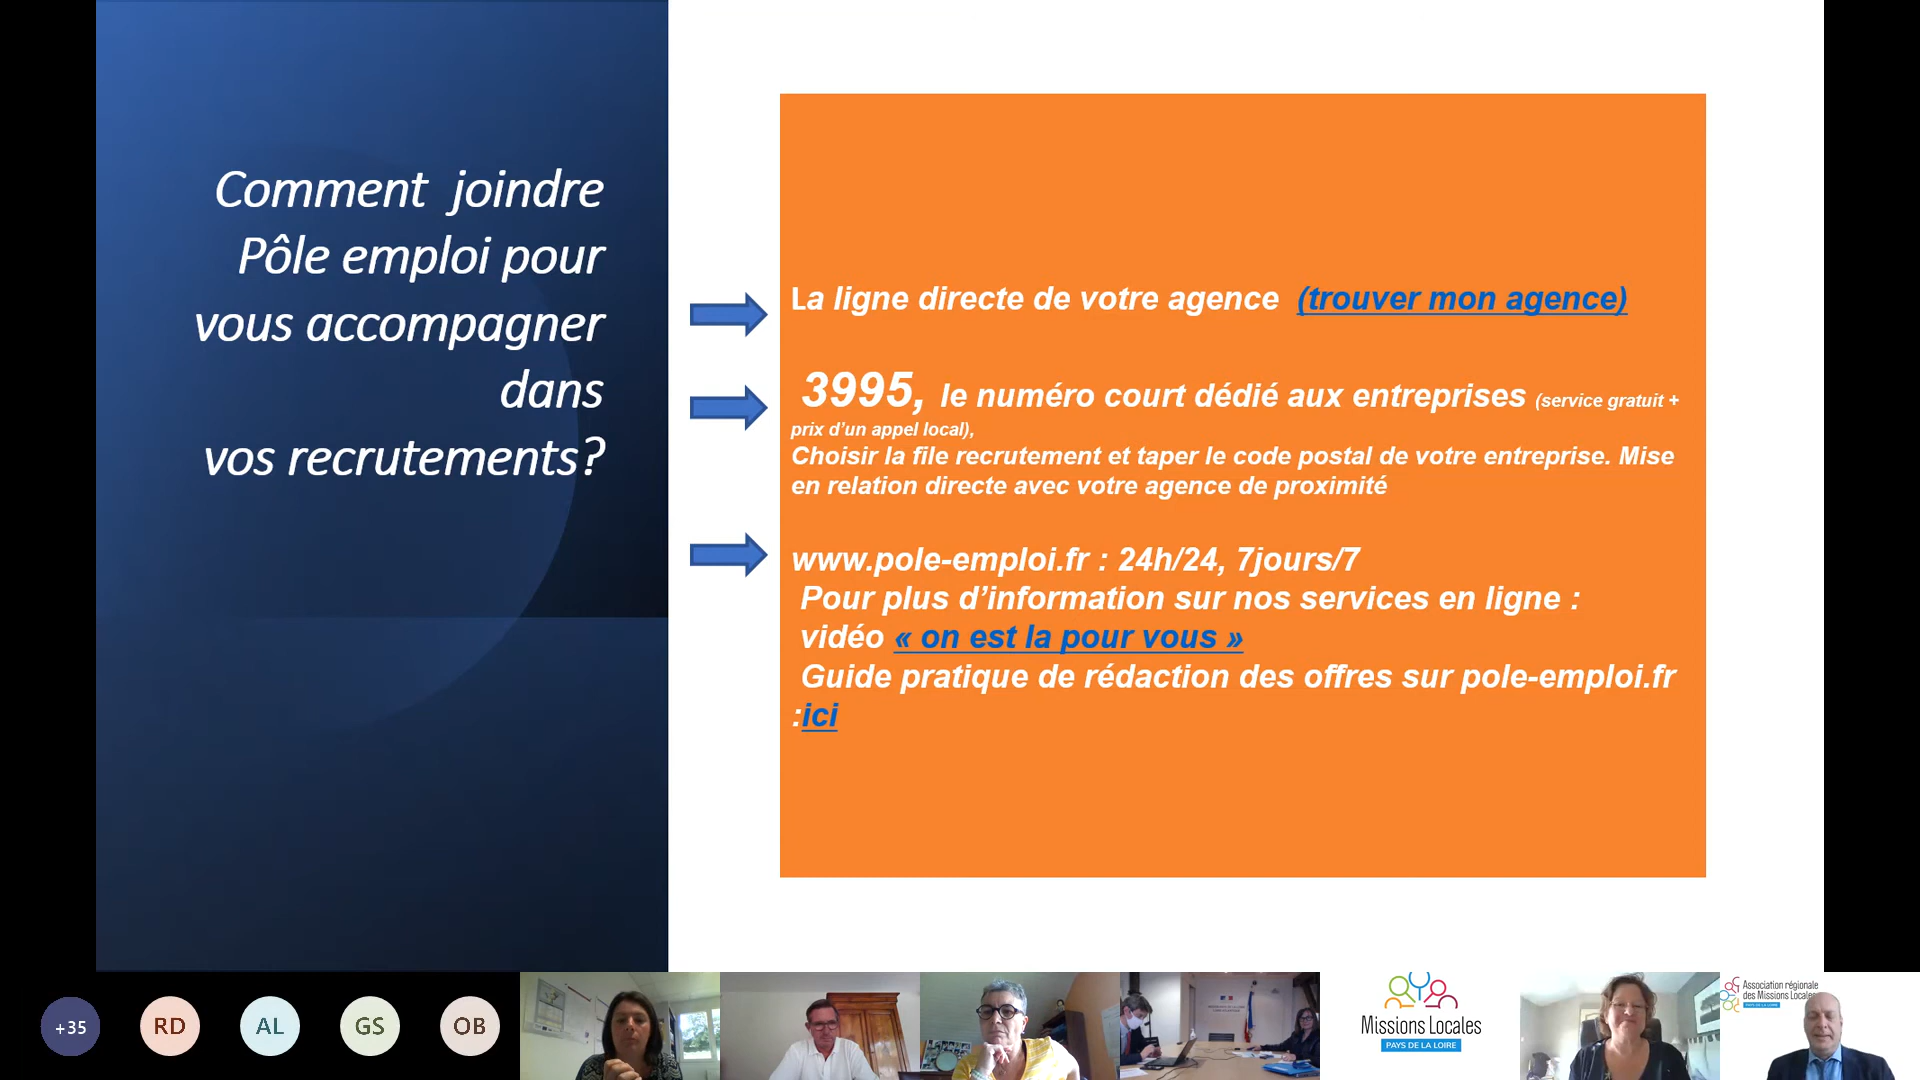 Comment joindre
Pôle emploi pour
vous accompagner
dans
vos recrutements?
La ligne directe de votre agence (trouver mon agence)
3995, le numéro court dédié aux entreprises (service gratuit +
prix d’un appel local),
Choisir la file recrutement et taper le code postal de votre entreprise. Mise
en relation directe avec votre agence de proximité
www.pole-emploi.fr : 24h/24, 7jours/7
Pour plus d’information sur nos services en ligne :
vidéo « on est la pour vous »
Guide pratique de rédaction des offres sur pole-emploi.fr
:ici
+35
RD
AL
GS
OB
Missions Locales
PAYS DE LA LOIRE
Association régionale
des Missions Locales
PAYS DE LA LOIRE